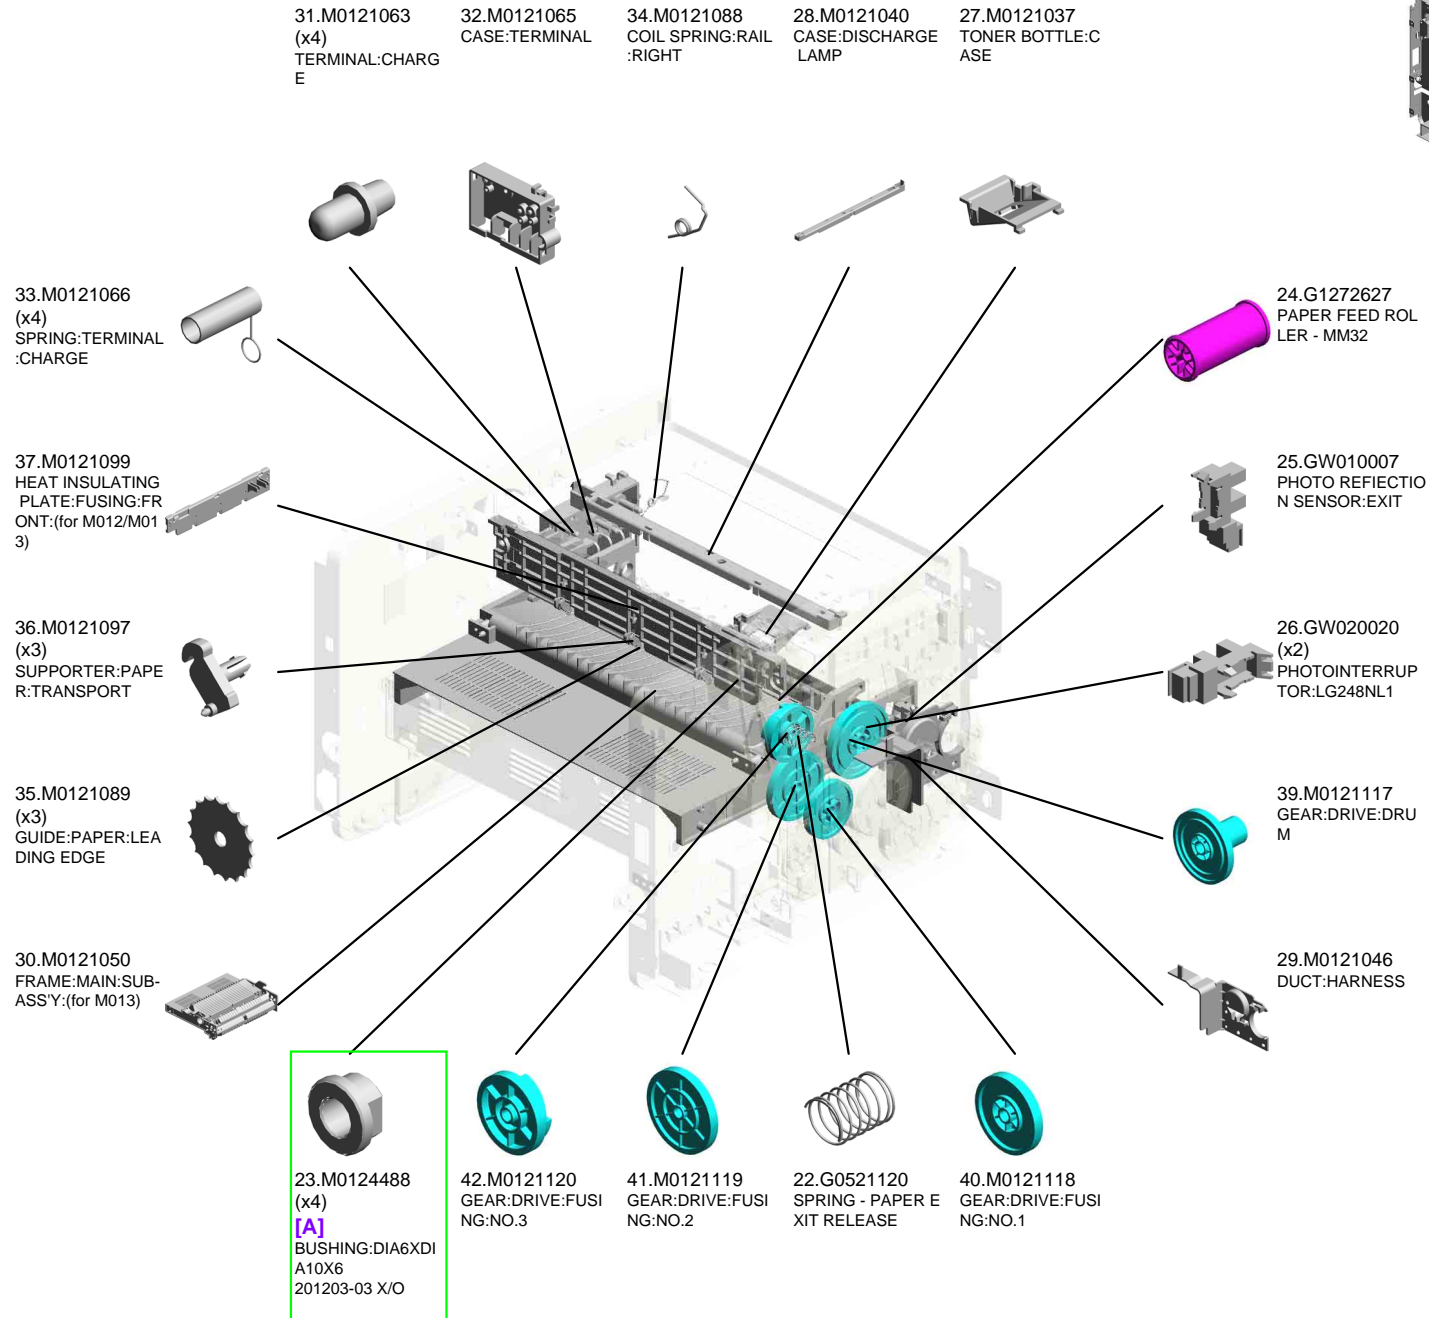 31.M0121063
(x4)
TERMINAL:CHARG
E
32.M0121065
CASE:TERMINAL
34.M0121088
COIL SPRING:RAIL
:RIGHT
28.M0121040
CASE:DISCHARGE
LAMP
27.M0121037
TONER BOTTLE:C
ASE
33.M0121066
(x4)
SPRING:TERMINAL
:CHARGE
24.G1272627
PAPER FEED ROL
LER - MM32
37.M0121099
HEAT INSULATING
PLATE:FUSING:FR
ONT:(for M012/M01
3)
25.GW010007
PHOTO REFIECTIO
N SENSOR:EXIT
36.M0121097
(x3)
SUPPORTER:PAPE
R:TRANSPORT
26.GW020020
(x2)
PHOTOINTERRUP
TOR:LG248NL1
35.M0121089
(x3)
GUIDE:PAPER:LEA
DING EDGE
39.M0121117
GEAR:DRIVE:DRU
M
30.M0121050
FRAME:MAIN:SUB-
ASS'Y:(for M013)
29.M0121046
DUCT:HARNESS
23.M0124488
(x4)
[A]
BUSHING:DIA6XDI
A10X6
201203-03 X/O
42.M0121120
GEAR:DRIVE:FUSI
NG:NO.3
41.M0121119
GEAR:DRIVE:FUSI
NG:NO.2
22.G0521120
SPRING - PAPER E
XIT RELEASE
40.M0121118
GEAR:DRIVE:FUSI
NG:NO.1